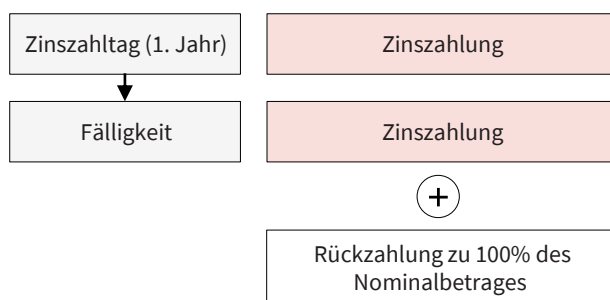 Zinszahltag (1. Jahr)
Zinszahlung
Fälligkeit
Zinszahlung
+
Rückzahlung zu 100% des
Nominalbetrages